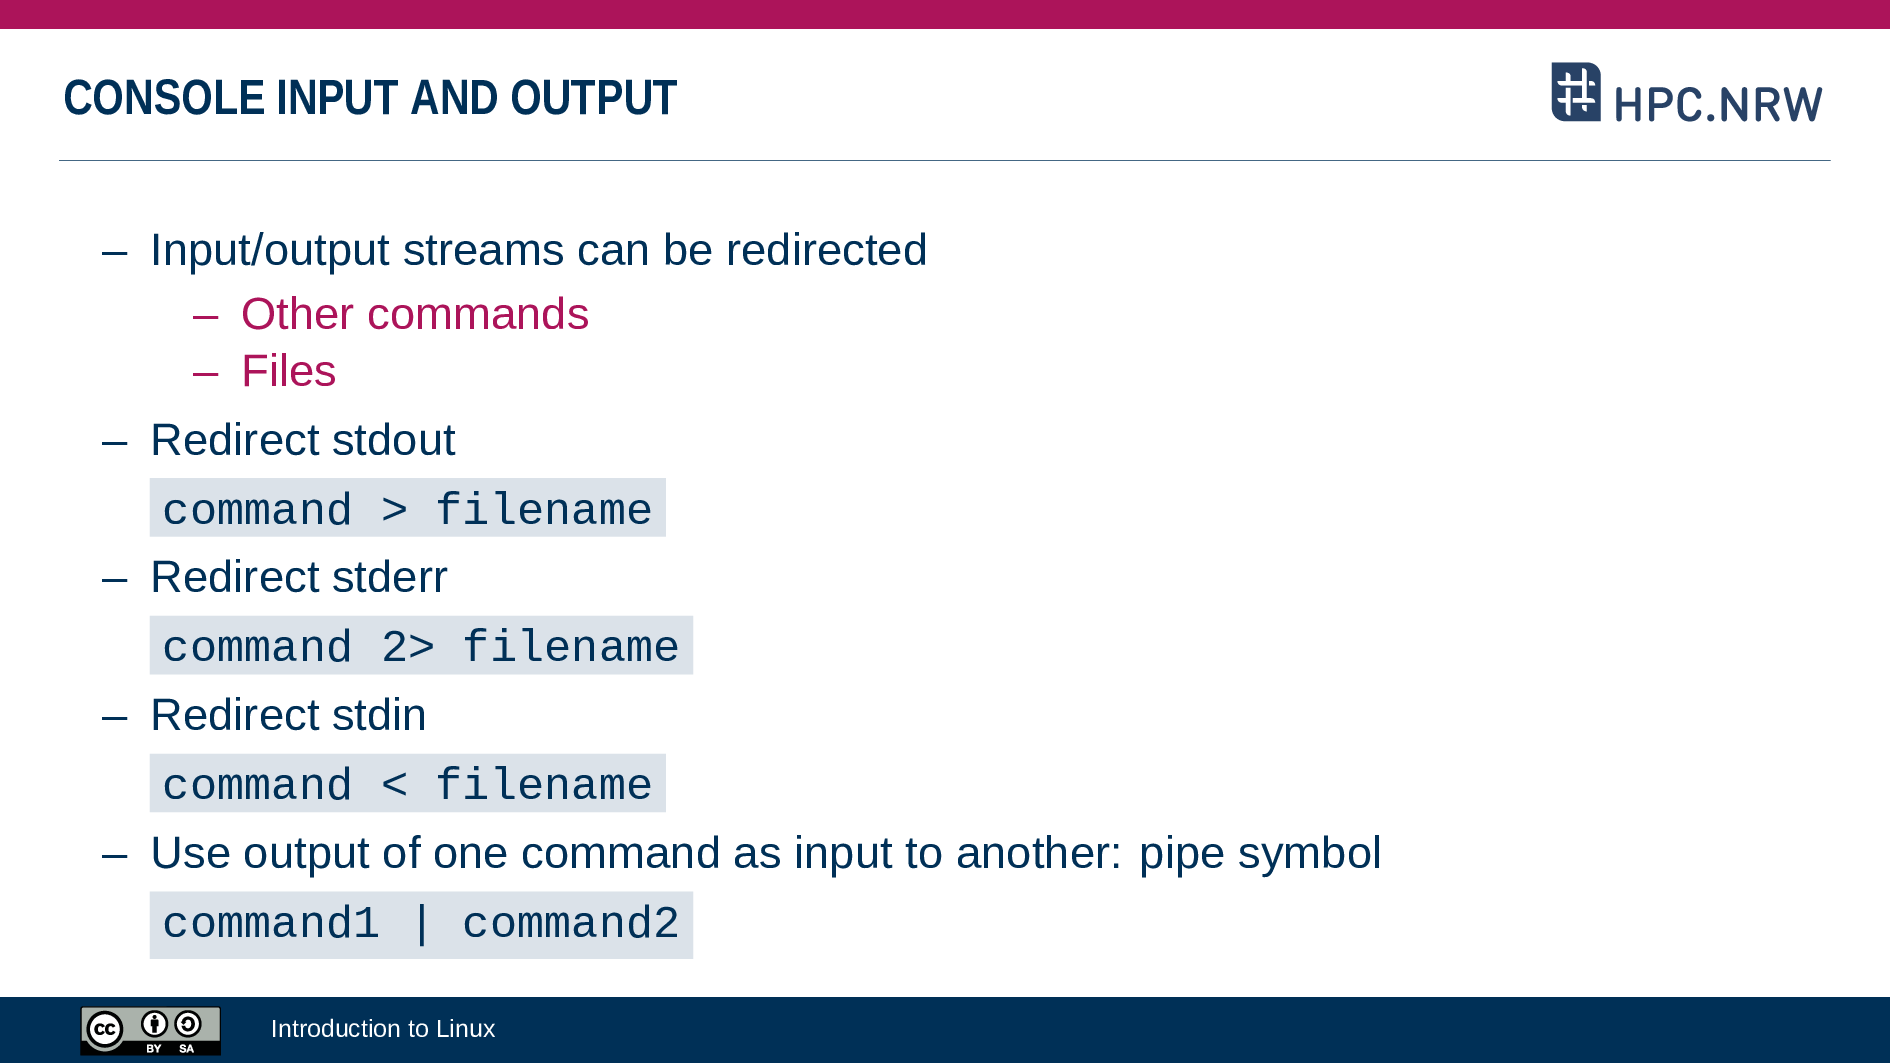 CONSOLE INPUT AND OUTPUT
HPC.NRW
– Input/output streams can be redirected
– Other commands
– Files
– Redirect stdout
command > filename
– Redirect stderr
command 2> filename
– Redirect stdin
command < filename
– Use output of one command as input to another: pipe symbol
command1 | command2
cc BY SA
Introduction to Linux